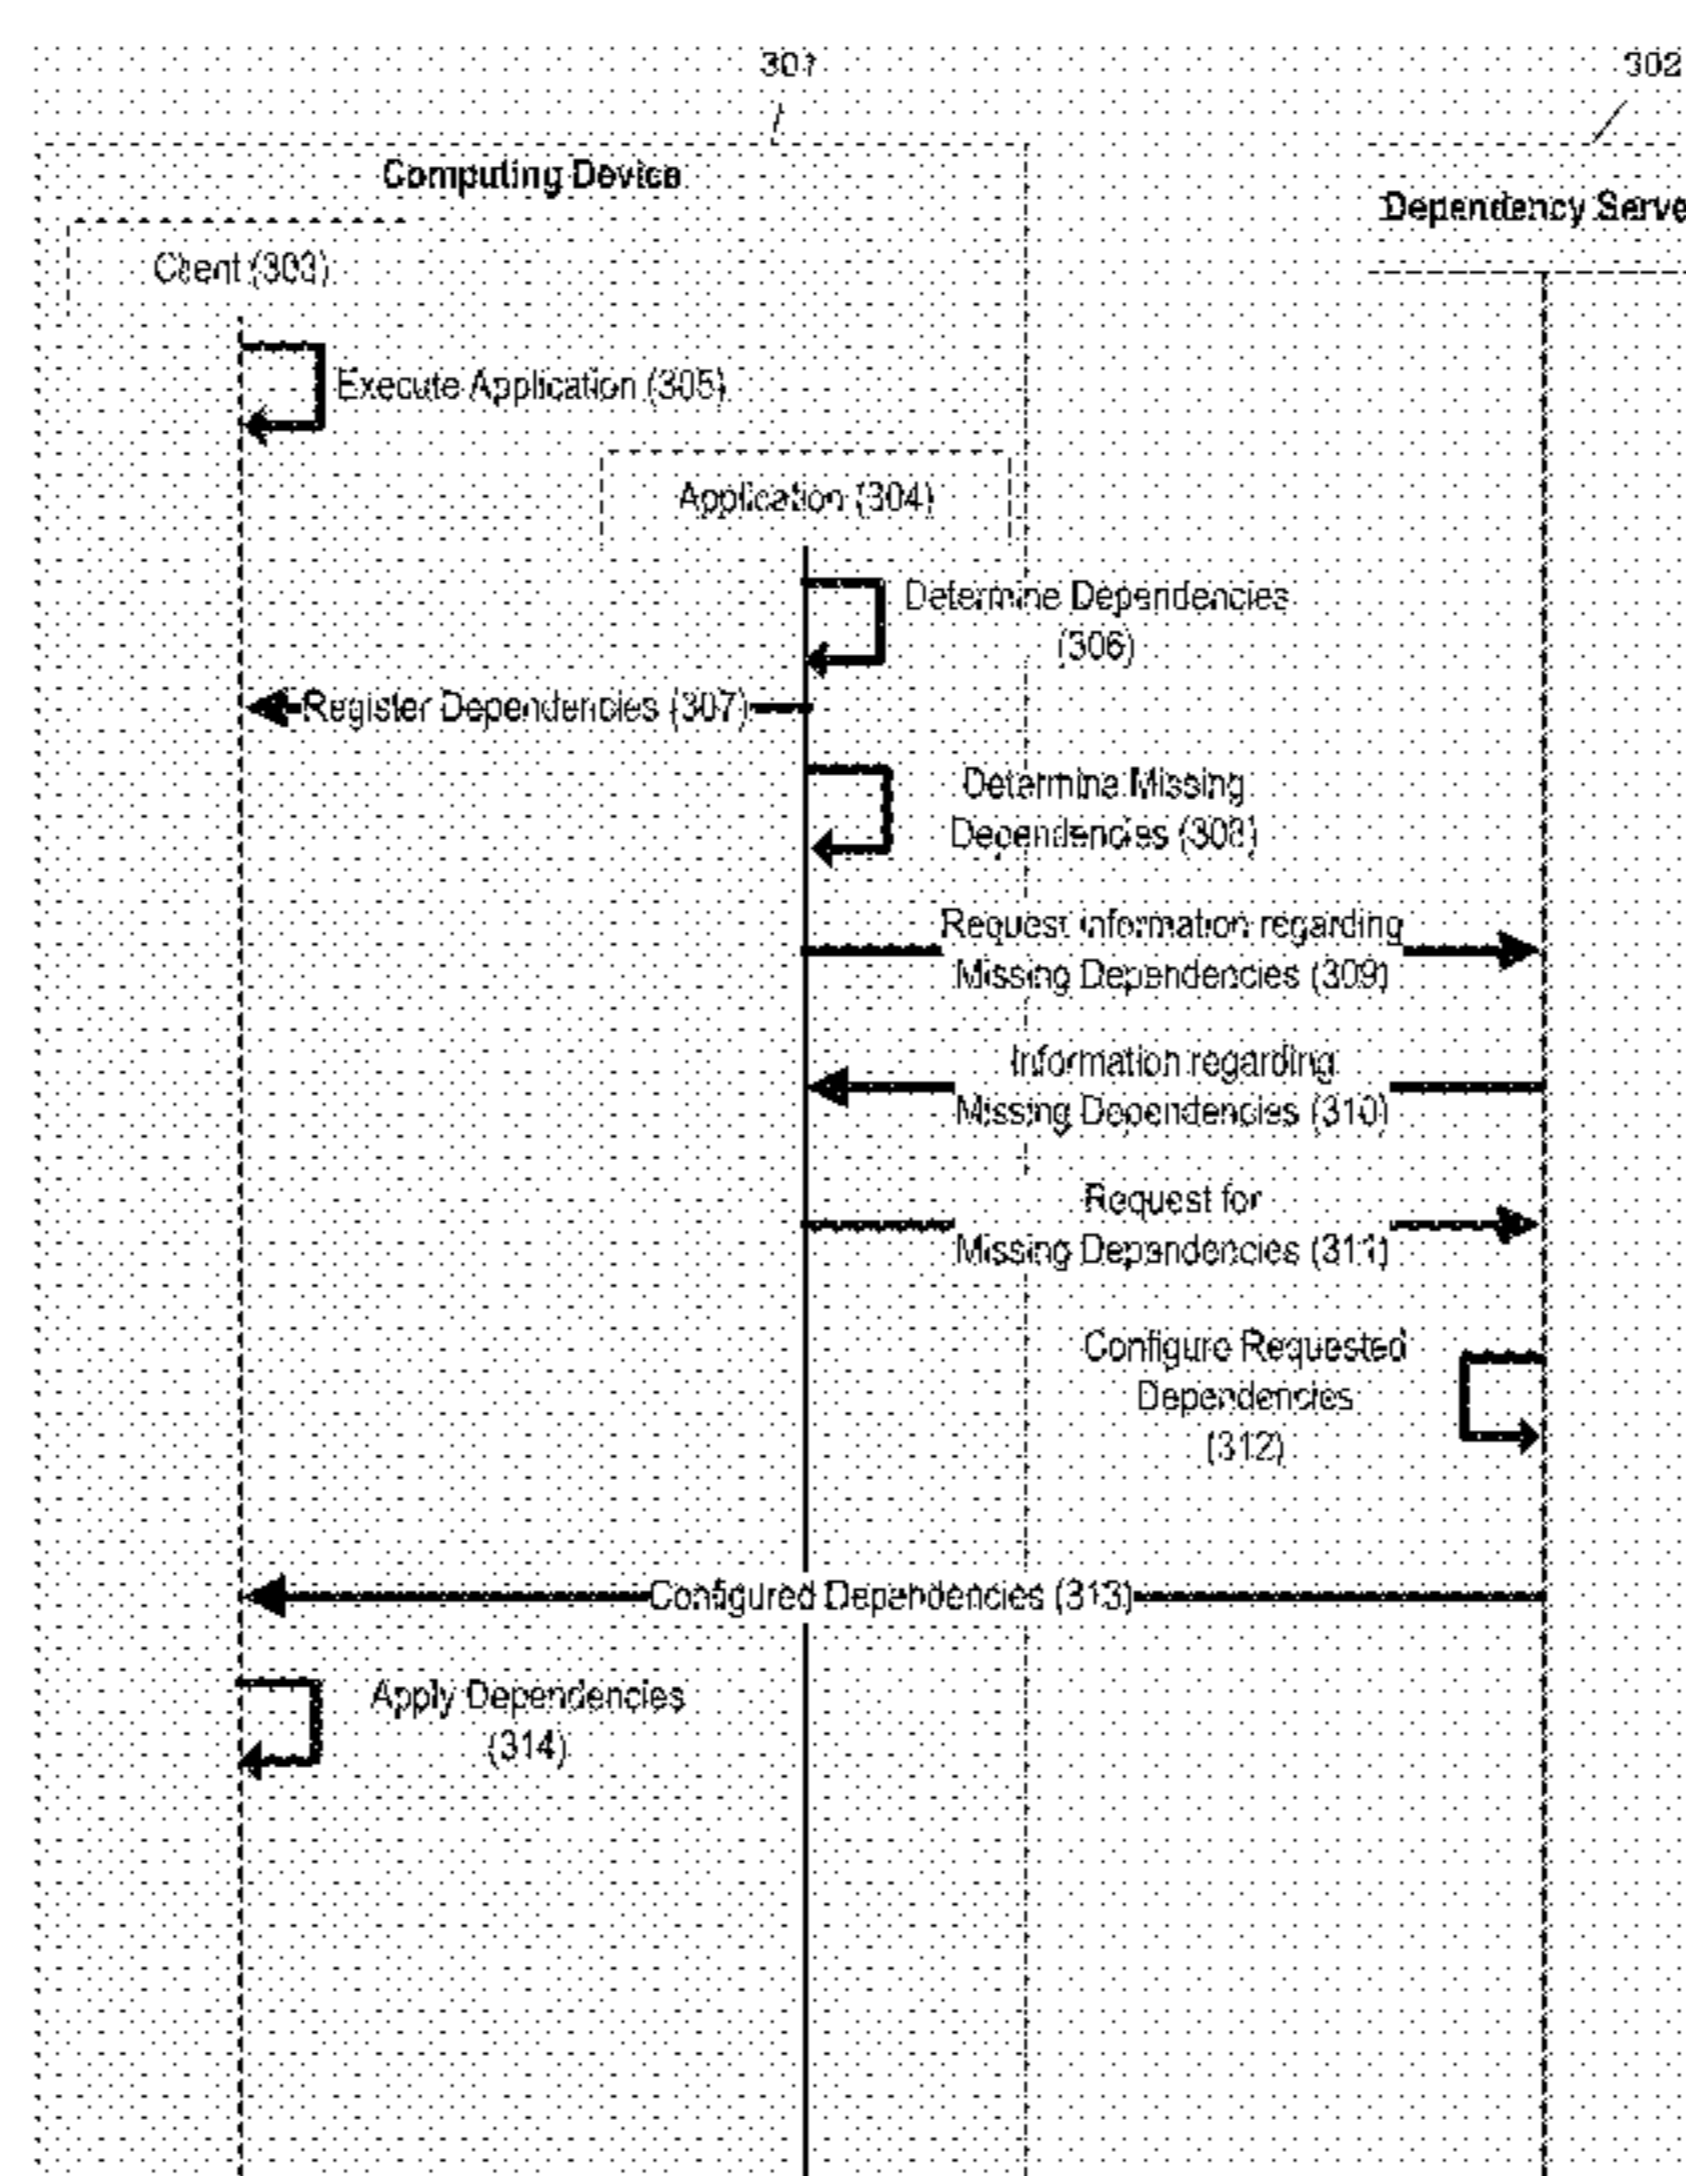 301
302
Computing Device
Dependency Serve
Client (303)
Execute Application (305)
Application (304)
Determine Dependencies
(306)
Register Dependencies (307)
Determine Missing
Dependencies (308)
Request information regarding
Missing Dependencies (309)
Information regarding
Missing Dependencies (310)
Request for
Missing Dependencies (311)
Configure Requested
Dependencies
(312)
Configured Dependencies (313)
Apply Dependencies
(314)